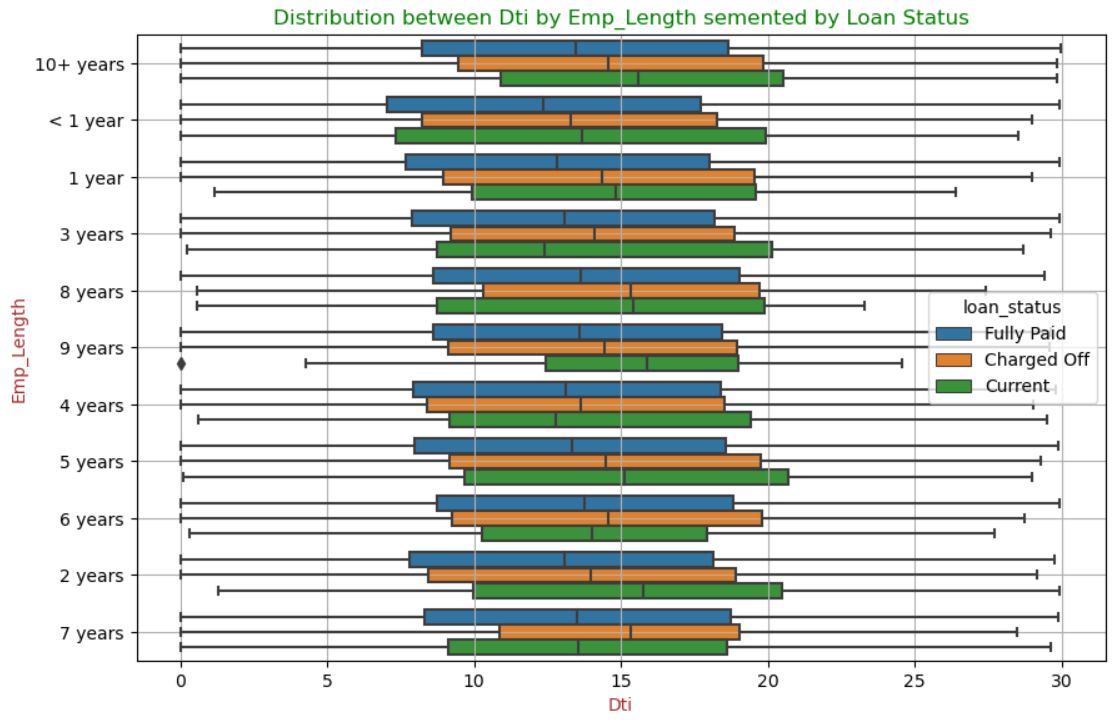 Distribution between Dti by Emp_Length semented by Loan Status
10+ years
< 1 year
1 year
3 years
8 years
9 years
4 years
5 years
6 years
2 years
7 years
Emp_Length
loan_status
Fully Paid
Charged Off
Current
0 5 10 15 20 25 30
Dti